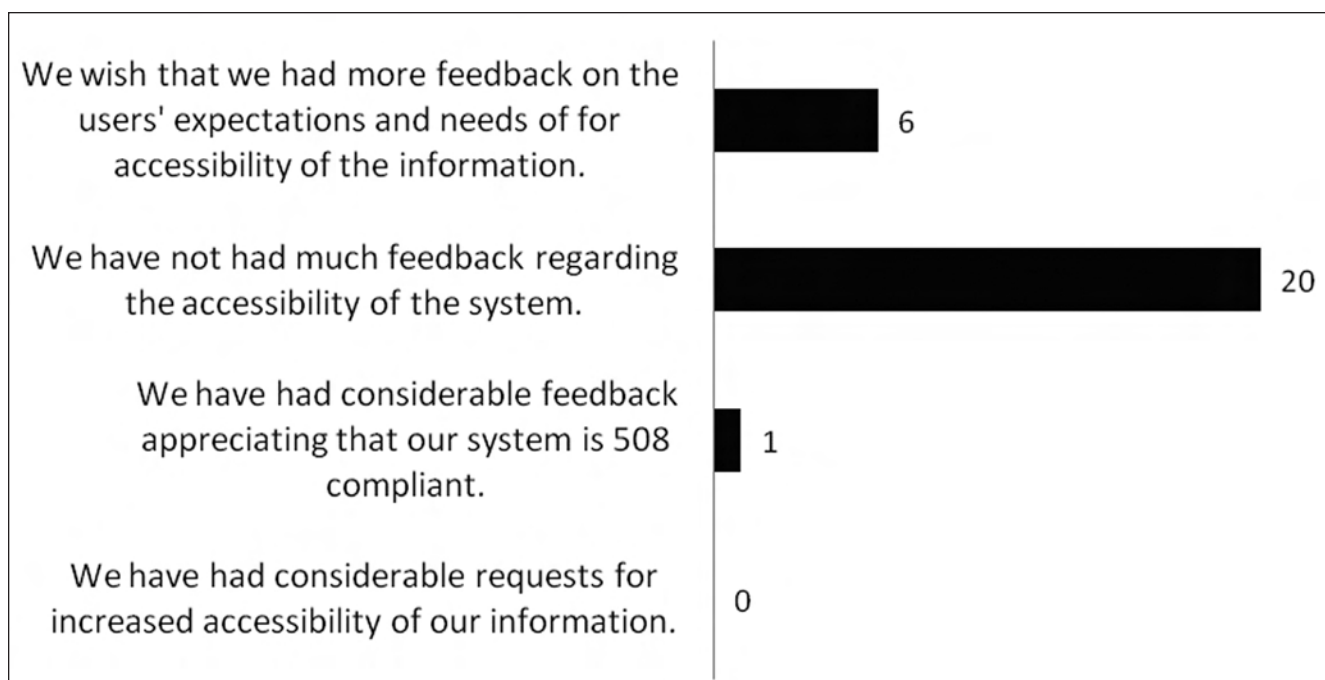 We wish that we had more feedback on the
users' expectations and needs of for
accessibility of the information.
6
We have not had much feedback regarding
the accessibility of the system.
20
We have had considerable feedback
appreciating that our system is 508
compliant.
1
We have had considerable requests for
increased accessibility of our information.
0